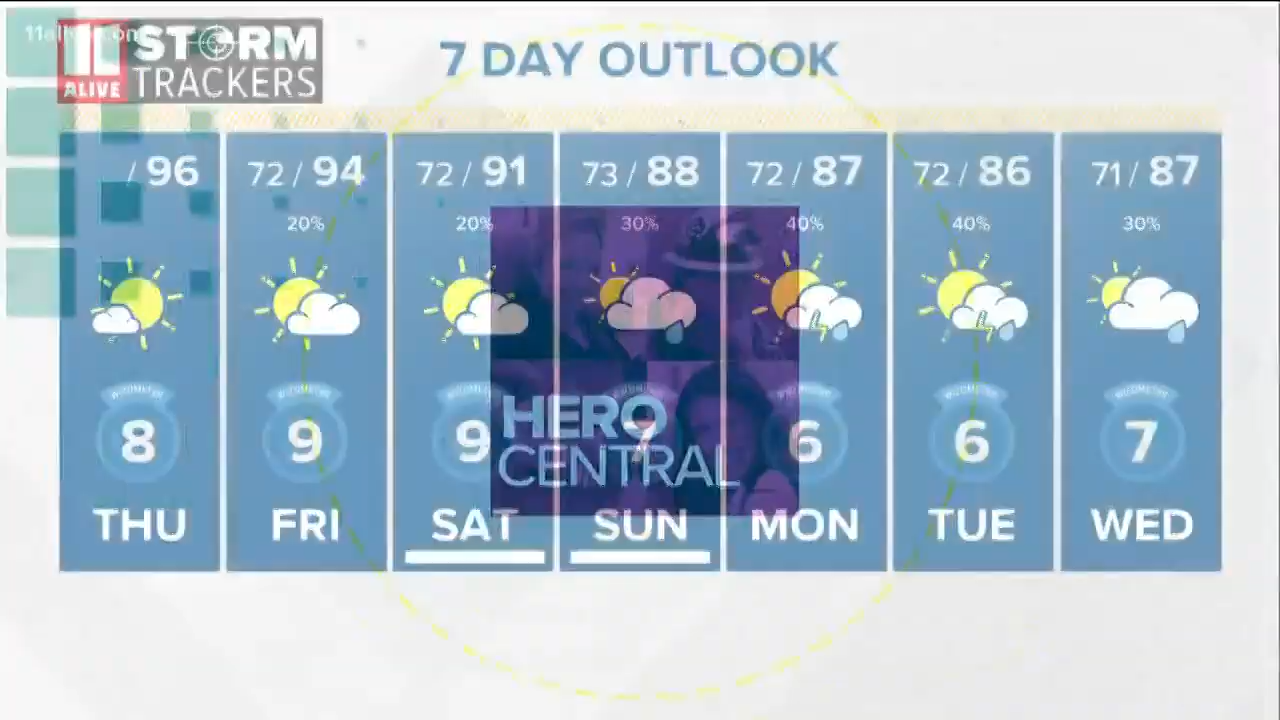 11 STORM
ALIVE TRACKERS
7 DAY OUTLOOK
/ 96 72 / 94 72 / 91 73 / 88 72 / 87 72 / 86 71 / 87
20% 20% 30% 40% 40% 30%
8 9 9 7 6 6 7
HERO
CENTRAL
THU FRI SAT SUN MON TUE WED